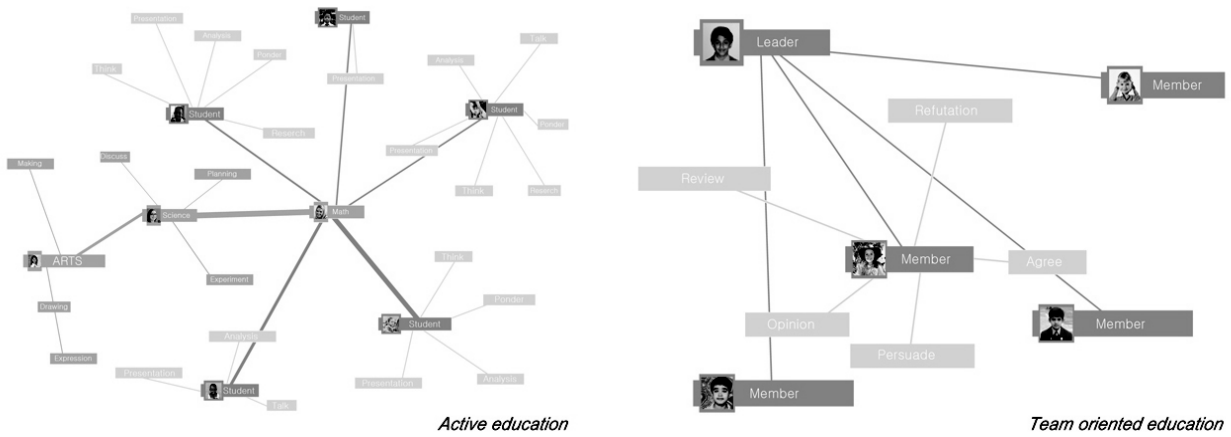 Student
Presentation
Analysis
Ponder
Think
Presentation
Student
Reserch
Talk
Analysis
Student
Ponder
Presentation
Think
Reserch
Making
Discuss
Planning
Science
Math
ARTS
Experiment
Drawing
Expression
Think
Ponder
Student
Presentation
Analysis
Analysis
Presentation
Student
Talk
Active education
Leader
Member
Refutation
Review
Member
Agree
Opinion
Member
Persuade
Member
Team oriented education